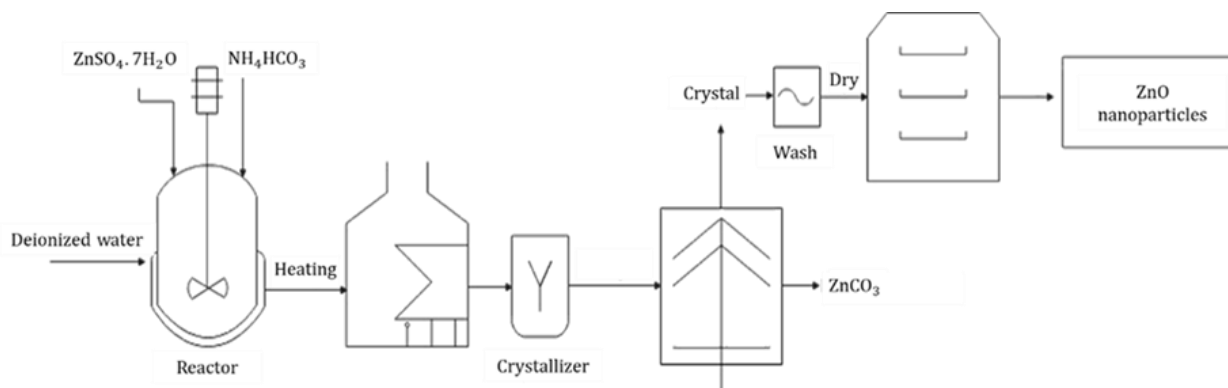 ZnSO₄. 7H₂O
NH₄HCO₃
Deionized water
Reactor
Heating
Crystallizer
ZnCO₃
Crystal
Wash
Dry
ZnO
nanoparticles